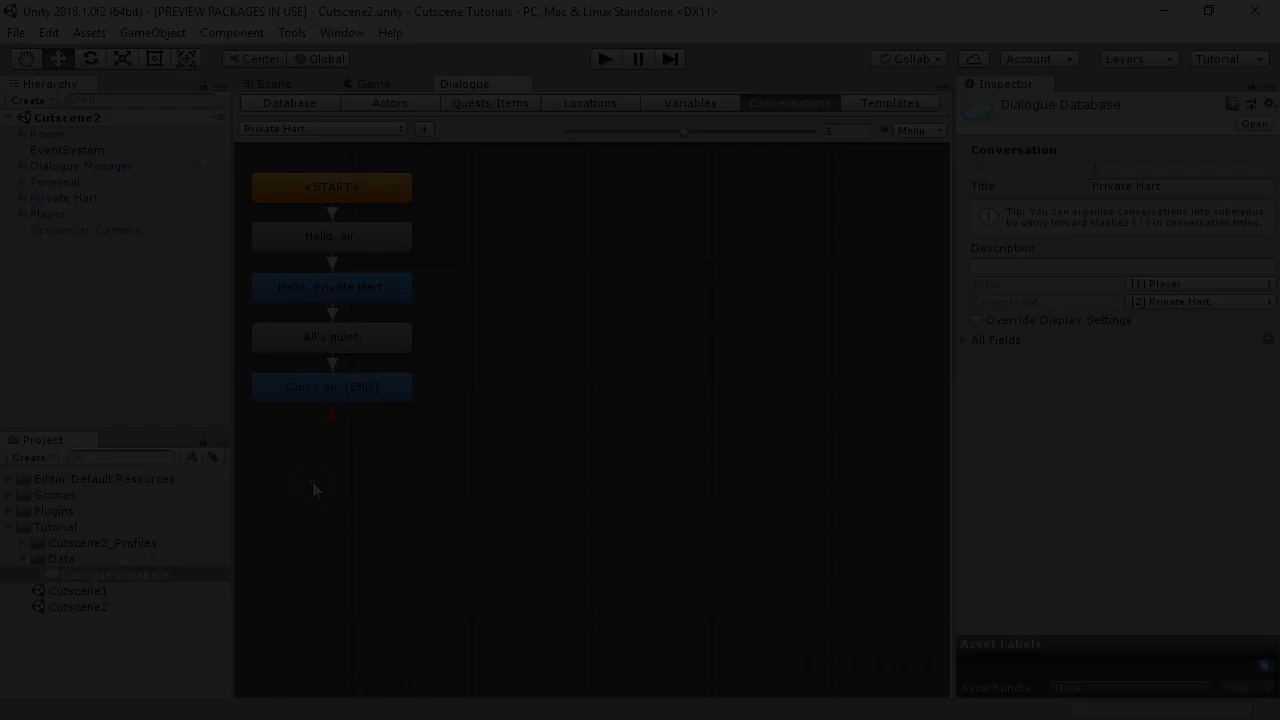 Unity 2018.1.0f2 (64bit) - [PREVIEW PACKAGES IN USE] - Cutscene2.unity - Cutscene Tutorials - PC, Mac & Linux Standalone <DX11>
File Edit Assets GameObject Component Tools Window Help
Center Global Collab Account Layers Tutorial
Hierarchy
Create All
Cutscene2
Room
EventSystem
Dialogue Manager
Terminal
Private Hart
Player
Sequencer Camera
Project
Create
Editor Default Resources
Gizmos
Plugins
Tutorial
Cutscene2_Profiles
Data
Dialogue Database
Cutscene1
Cutscene2
Scene Game Dialogue
Database Actors Quests/Items Locations Variables Conversations Templates
Private Hart + 1 Menu
<START>
Hello, sir.
Hello, Private Hart.
All's quiet.
Carry on. [END]
Inspector
Dialogue Database
Open
Conversation
ID 1
Title Private Hart
Tip: You can organize conversations into submenus
by using forward slashes ( / ) in conversation titles.
Description
Actor [1] Player
Conversant [2] Private Hart
Override Display Settings
All Fields
Asset Labels
AssetBundle None None